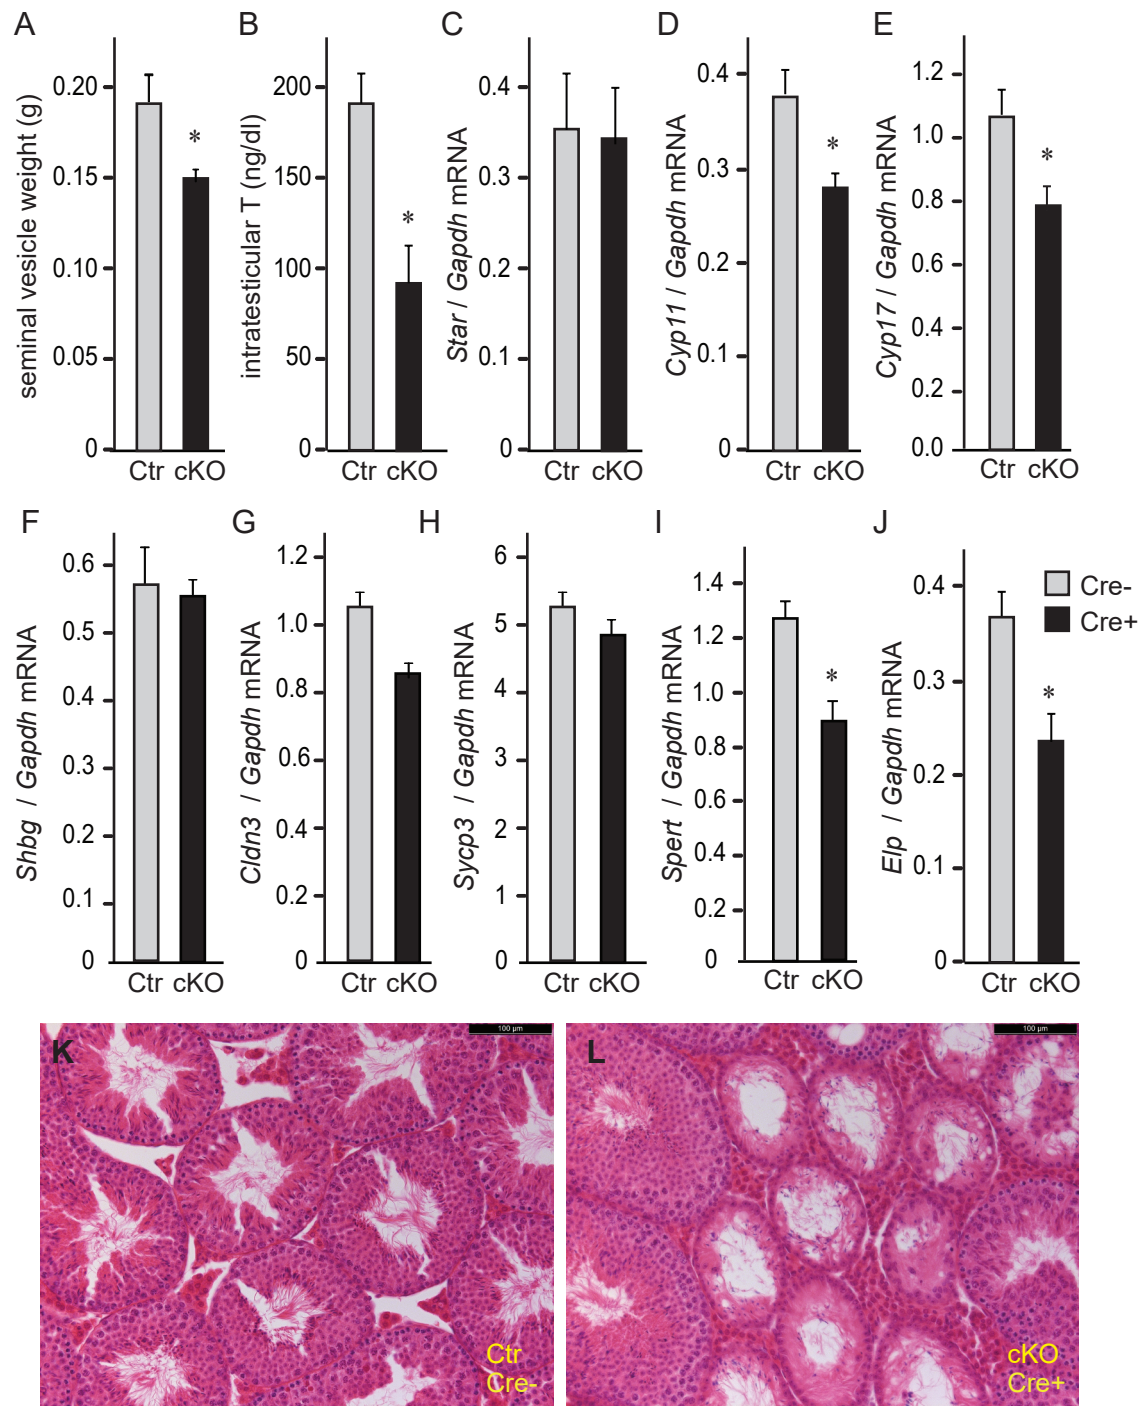 A
seminal vesicle weight (g)
0.20
0.15
0.10
0.05
0
*
Ctr cKO
B
intratesticular T (ng/dl)
200
150
100
50
0
*
Ctr cKO
C
Star / Gapdh mRNA
0.4
0.3
0.2
0.1
0
Ctr cKO
D
Cyp11 / Gapdh mRNA
0.4
0.3
0.2
0.1
0
*
Ctr cKO
E
Cyp17 / Gapdh mRNA
1.2
1.0
0.8
0.6
0.4
0.2
0.0
*
Ctr cKO
F
Shbg / Gapdh mRNA
0.6
0.5
0.4
0.3
0.2
0.1
0
Ctr cKO
G
Cldn3 / Gapdh mRNA
1.2
1.0
0.8
0.6
0.4
0.2
0
Ctr cKO
H
Sycp3 / Gapdh mRNA
6
5
4
3
2
1
0
Ctr cKO
I
Spert / Gapdh mRNA
1.4
1.2
1.0
0.8
0.6
0.4
0.2
0
*
Ctr cKO
J
Elp / Gapdh mRNA
0.4
0.3
0.2
0.1
0
*
Ctr cKO
Cre-
Cre+
K
100 µm
Ctr
Cre-
L
100 µm
cKO
Cre+